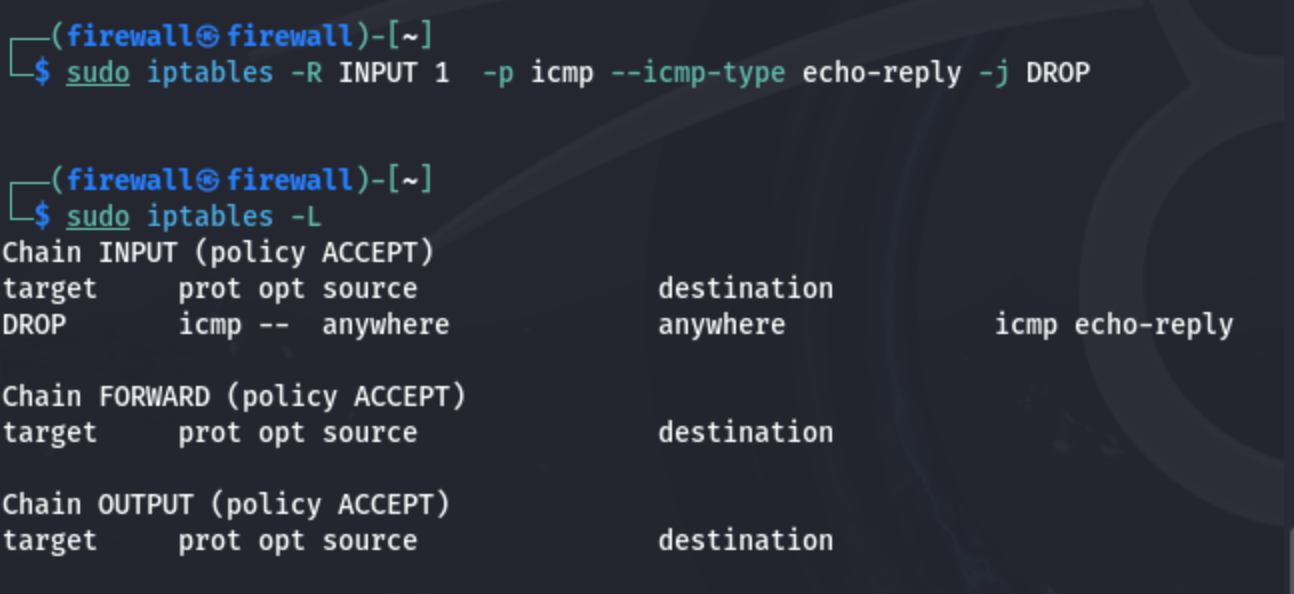 ┌──(firewall㉿firewall)-[~]
└─$ sudo iptables -R INPUT 1  -p icmp --icmp-type echo-reply -j DROP
┌──(firewall㉿firewall)-[~]
└─$ sudo iptables -L
Chain INPUT (policy ACCEPT)
target     prot opt source               destination
DROP       icmp --  anywhere             anywhere             icmp echo-reply
Chain FORWARD (policy ACCEPT)
target     prot opt source               destination
Chain OUTPUT (policy ACCEPT)
target     prot opt source               destination